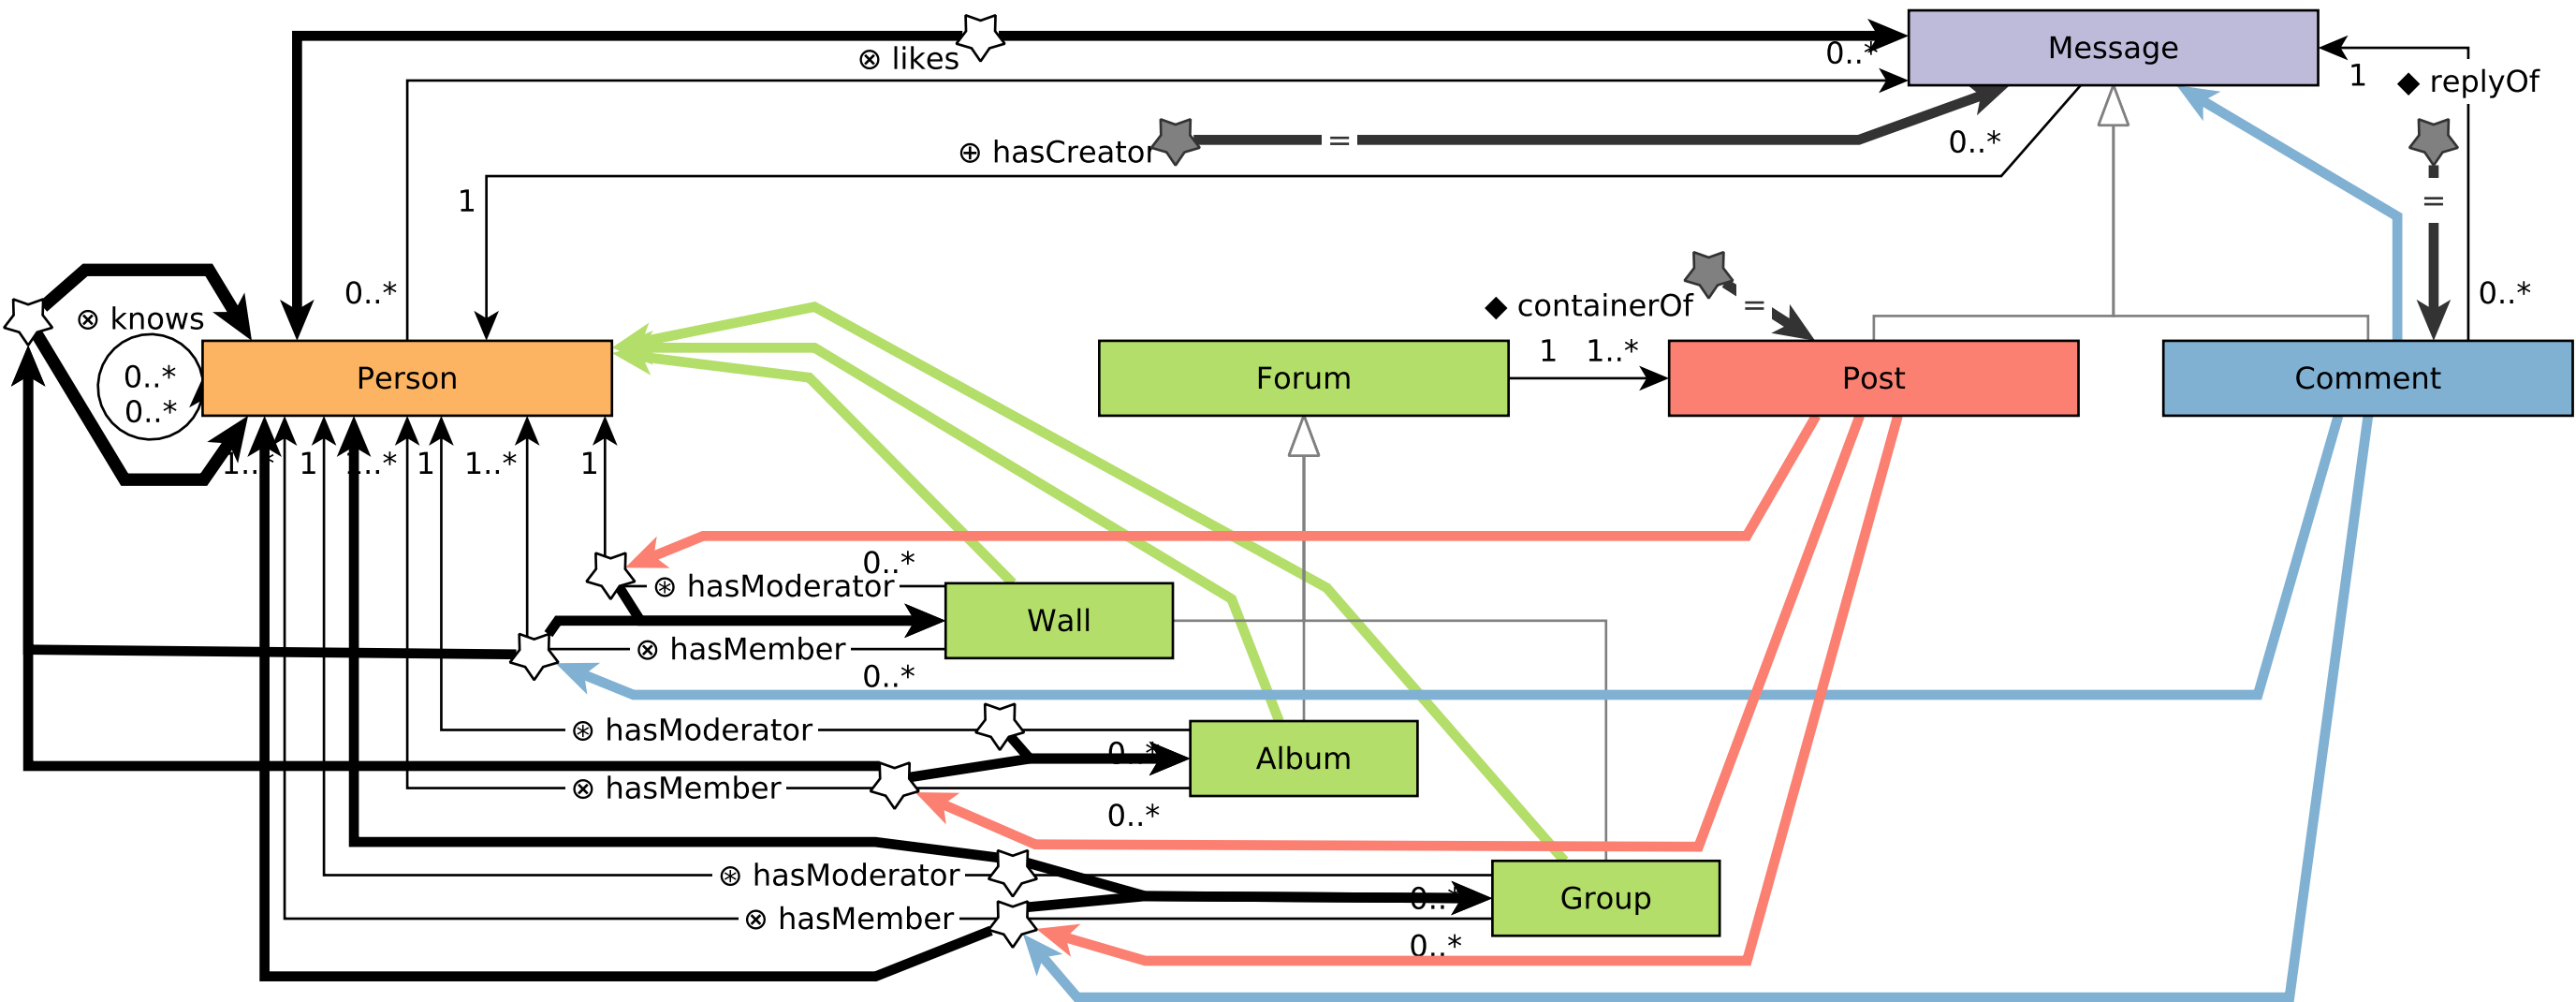 Message
⊗ likes
0..*
1
◆ replyOf
⊕ hasCreator
=
0..*
=
1
0..*
0..*
⊗ knows
◆ containerOf
=
1
1..*
0..*
0..*
Person
Forum
Post
Comment
1..*
1
1..*
1
1..*
1
0..*
⊛ hasModerator
Wall
⊗ hasMember
0..*
⊛ hasModerator
0..*
Album
⊗ hasMember
0..*
⊛ hasModerator
0..*
Group
⊗ hasMember
0..*